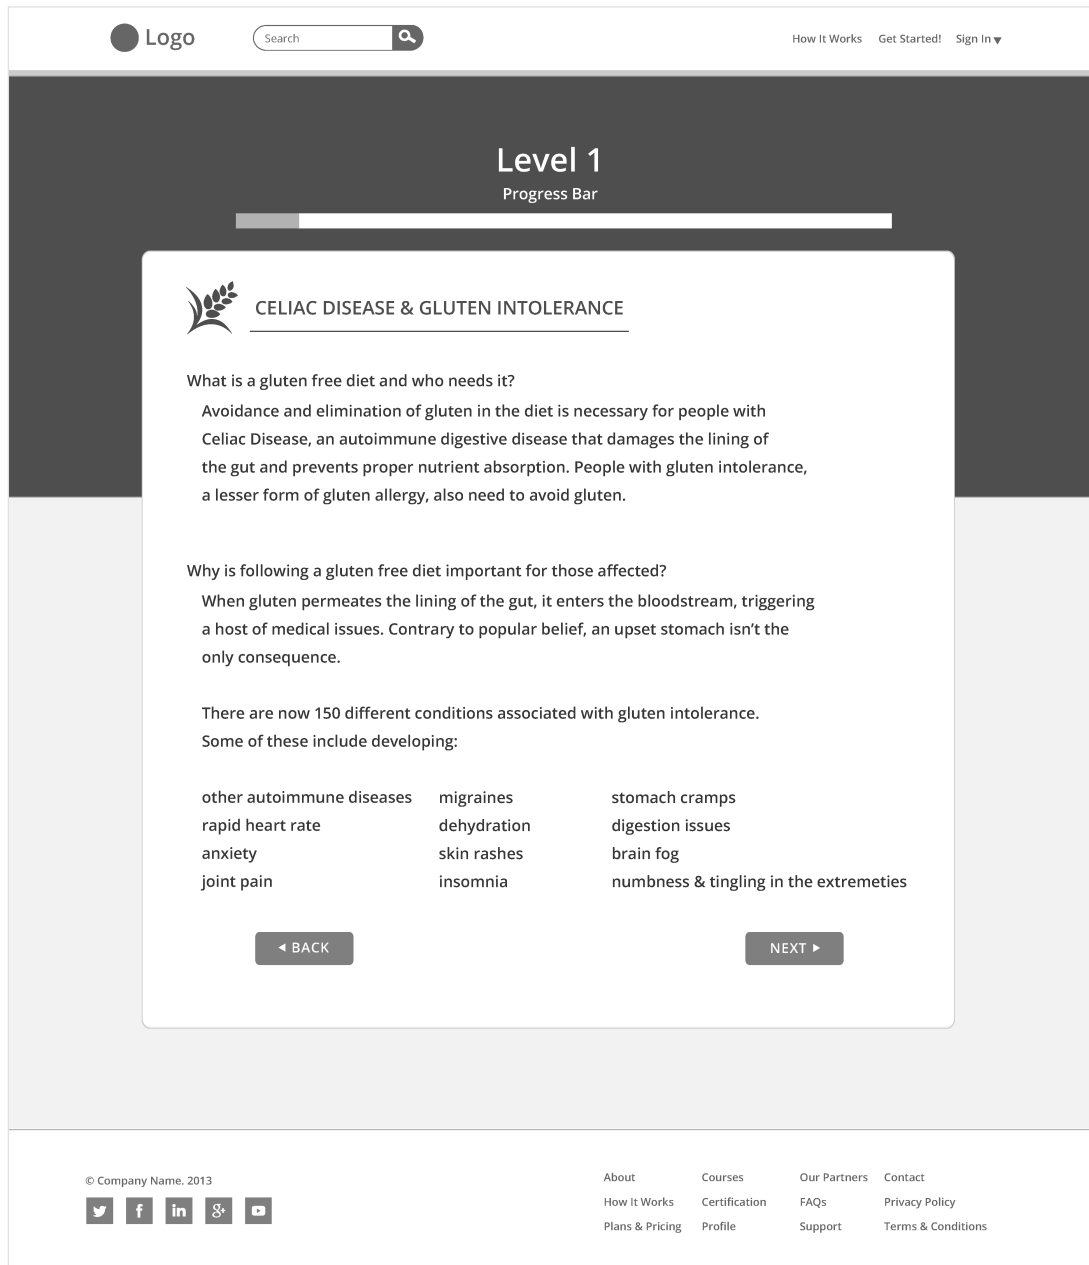 Logo
Search
How It Works Get Started! Sign In
Level 1
Progress Bar
CELIAC DISEASE & GLUTEN INTOLERANCE
What is a gluten free diet and who needs it?
Avoidance and elimination of gluten in the diet is necessary for people with
Celiac Disease, an autoimmune digestive disease that damages the lining of
the gut and prevents proper nutrient absorption. People with gluten intolerance,
a lesser form of gluten allergy, also need to avoid gluten.
Why is following a gluten free diet important for those affected?
When gluten permeates the lining of the gut, it enters the bloodstream, triggering
a host of medical issues. Contrary to popular belief, an upset stomach isn’t the
only consequence.
There are now 150 different conditions associated with gluten intolerance.
Some of these include developing:
other autoimmune diseases migraines stomach cramps
rapid heart rate dehydration digestion issues
anxiety skin rashes brain fog
joint pain insomnia numbness & tingling in the extremeties
BACK NEXT
© Company Name. 2013
About Courses Our Partners Contact
How It Works Certification FAQs Privacy Policy
Plans & Pricing Profile Support Terms & Conditions